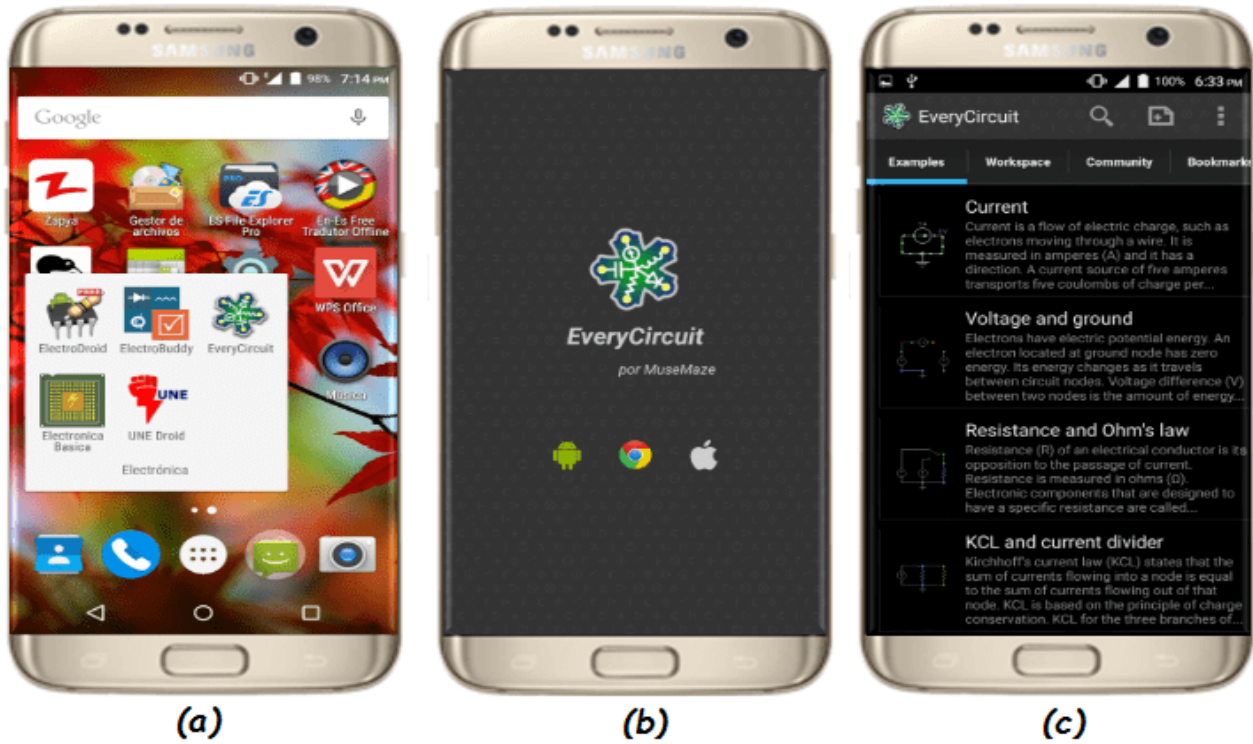 SAMSUNG
98% 7:14 PM
Google
Zapya
Gestor de
archivos
PRO
ES
ES File Explorer
Pro
En-Es Free
Tradutor Offline
WPS Office
FREE
ElectroDroid
ElectroBuddy
EveryCircuit
Música
UNE
Electronica
Basica
UNE Droid
Electrónica
(a)
SAMSUNG
EveryCircuit
por MuseMaze
(b)
SAMSUNG
100% 6:33 PM
EveryCircuit
Examples
Workspace
Community
Bookmarks
Current
Current is a flow of electric charge, such as
electrons moving through a wire. It is
measured in amperes (A) and it has a
direction. A current source of five amperes
transports five coulombs of charge per...
Voltage and ground
Electrons have electric potential energy. An
electron located at ground node has zero
energy. Its energy changes as it travels
between circuit nodes. Voltage difference (V)
between two nodes is the amount of energy...
Resistance and Ohm's law
Resistance (R) of an electrical conductor is its
opposition to the passage of current.
Resistance is measured in ohms (Ω).
Electronic components that are designed to
have a specific resistance are called...
KCL and current divider
Kirchhoff's current law (KCL) states that the
sum of currents flowing into a node is equal
to the sum of currents flowing out of that
node. KCL is based on the principle of charge
conservation. KCL for the three branches of...
(c)